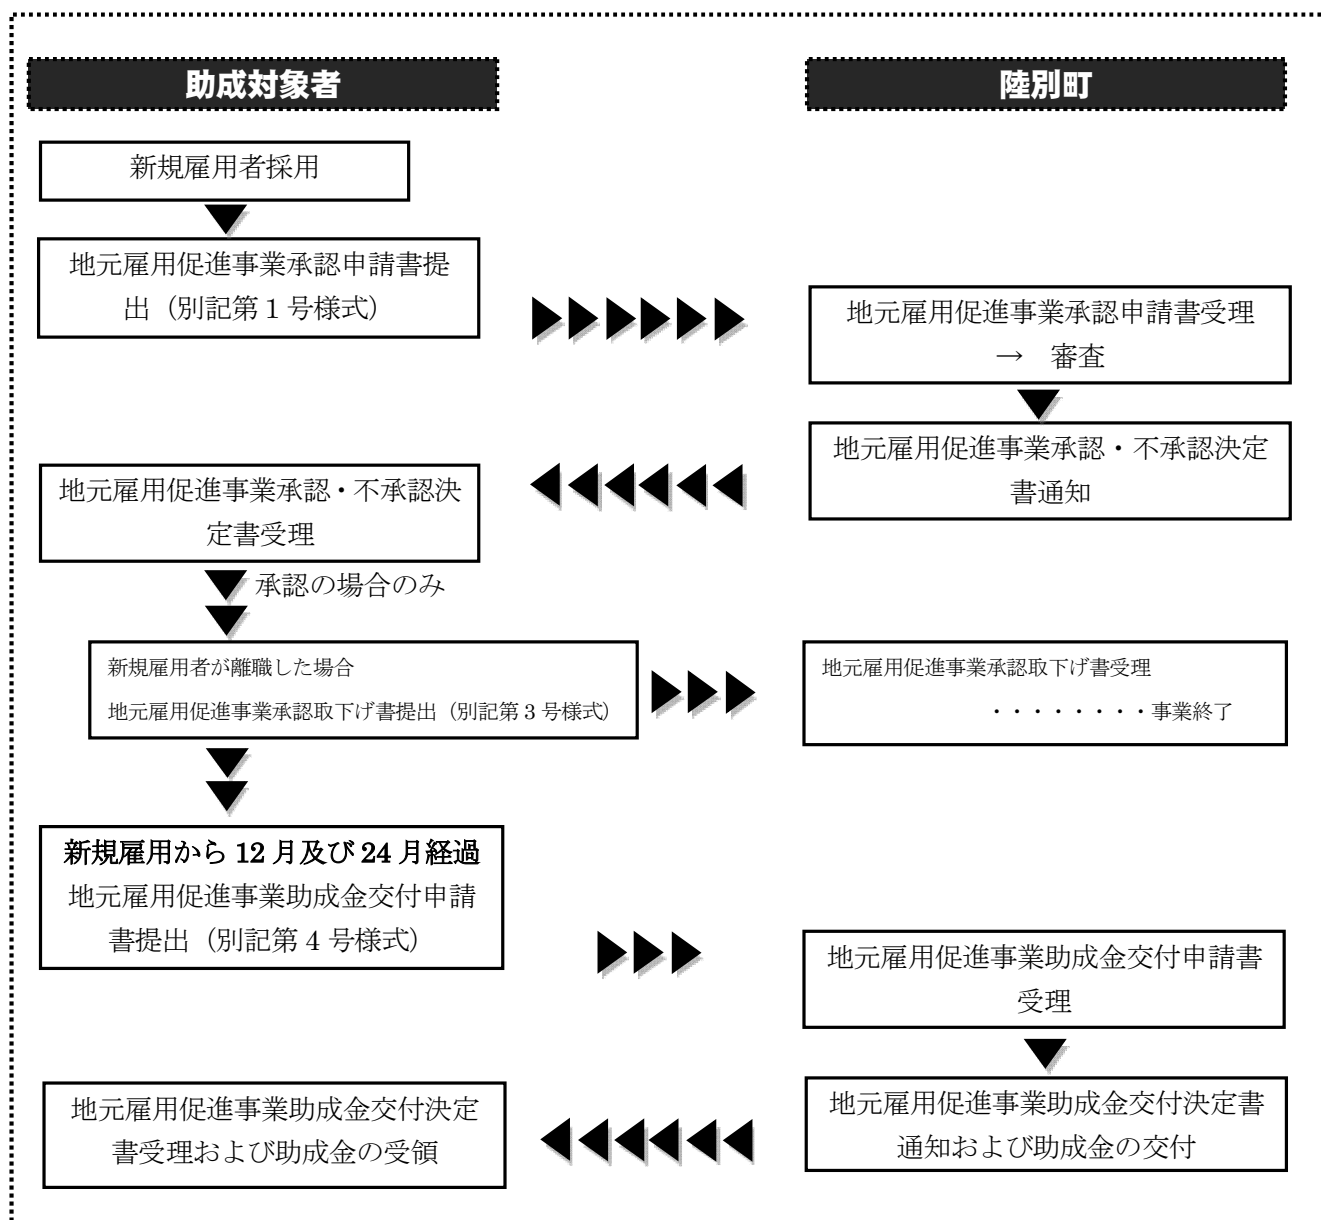 助成対象者
陸別町
新規雇用者採用
地元雇用促進事業承認申請書提
出（別記第1号様式）
地元雇用促進事業承認申請書受理
→　審査
地元雇用促進事業承認・不承認決定
書通知
地元雇用促進事業承認・不承認決
定書受理
承認の場合のみ
新規雇用者が離職した場合
地元雇用促進事業承認取下げ書提出（別記第3号様式）
地元雇用促進事業承認取下げ書受理
・・・・・・・・事業終了
新規雇用から12月及び24月経過
地元雇用促進事業助成金交付申請
書提出（別記第4号様式）
地元雇用促進事業助成金交付申請書
受理
地元雇用促進事業助成金交付決定書
通知および助成金の交付
地元雇用促進事業助成金交付決定
書受理および助成金の受領